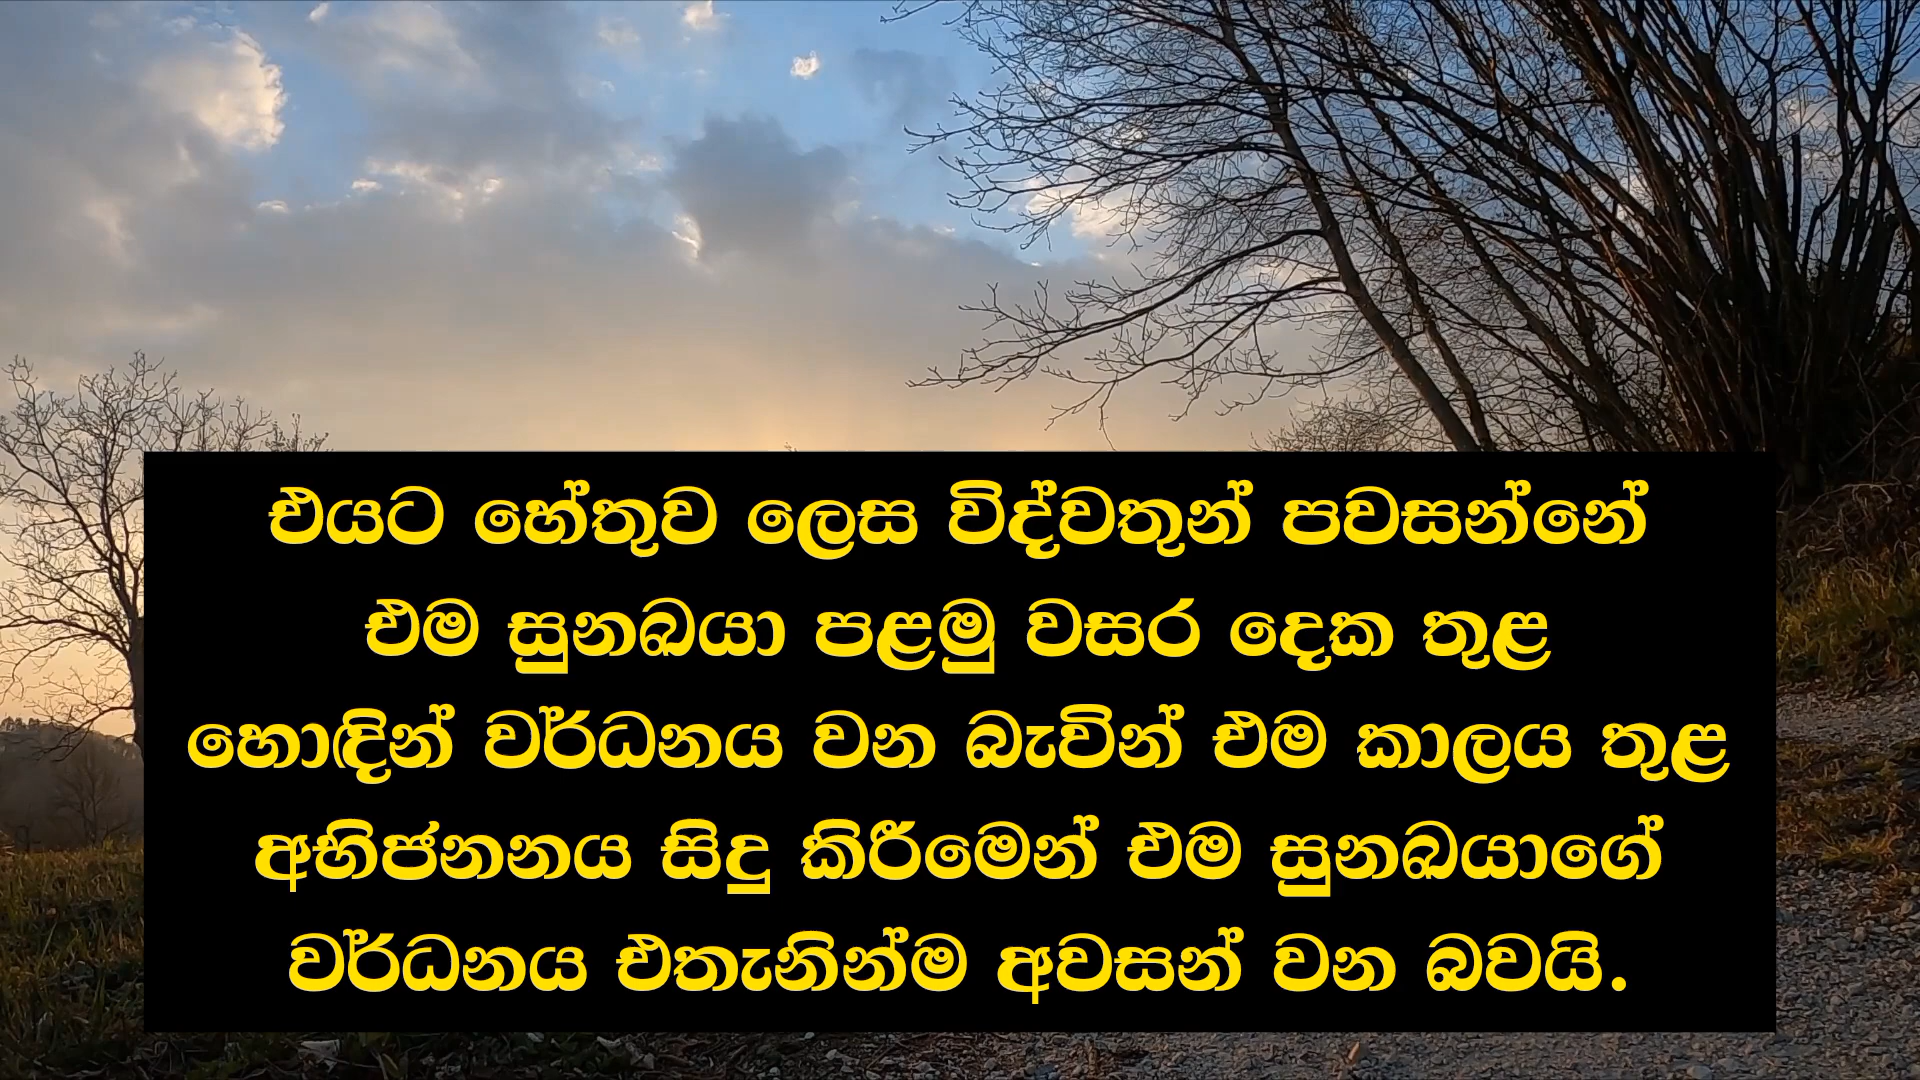 එයට හේතුව ලෙස විද්වතුන් පවසන්නේ
එම සුනඛයා පළමු වසර දෙක තුළ
හොඳින් වර්ධනය වන බැවින් එම කාලය තුළ
අභිජනනය සිදු කිරීමෙන් එම සුනඛයාගේ
වර්ධනය එතැනින්ම අවසන් වන බවයි.